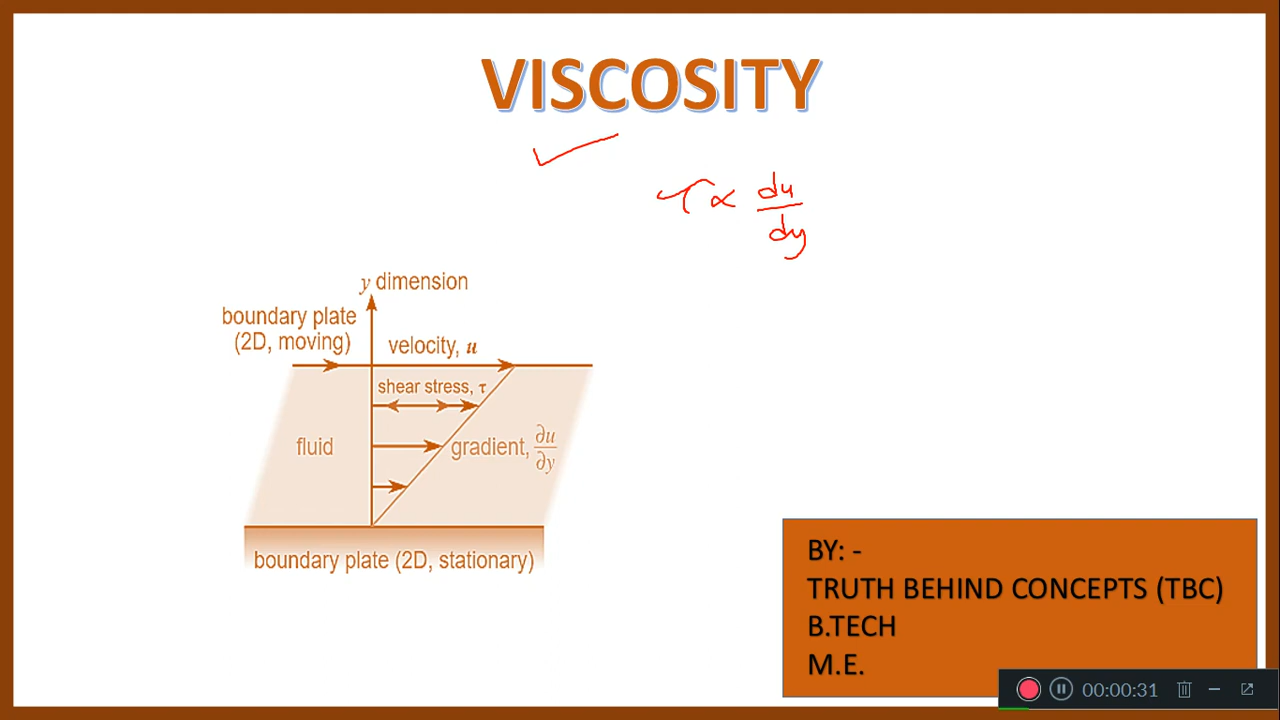 VISCOSITY
τ ∝ du/dy
y dimension
boundary plate
(2D, moving)
velocity, u
shear stress, τ
fluid
gradient, ∂u/∂y
boundary plate (2D, stationary)
BY: -
TRUTH BEHIND CONCEPTS (TBC)
B.TECH
M.E.
00:00:31